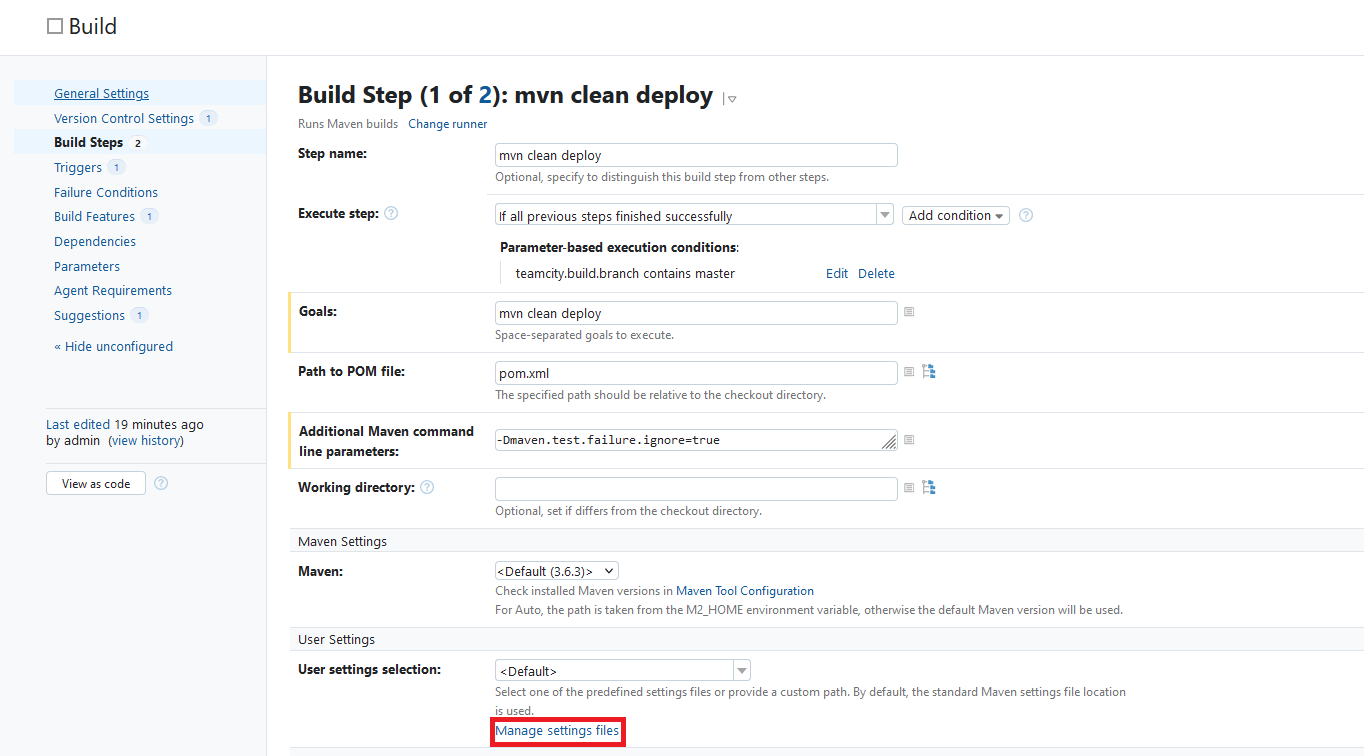 Build
General Settings
Version Control Settings 1
Build Steps 2
Triggers 1
Failure Conditions
Build Features 1
Dependencies
Parameters
Agent Requirements
Suggestions 1
« Hide unconfigured
Last edited 19 minutes ago
by admin (view history)
View as code ?
Build Step (1 of 2): mvn clean deploy
Runs Maven builds Change runner
Step name: mvn clean deploy
Optional, specify to distinguish this build step from other steps.
Execute step: ? If all previous steps finished successfully Add condition ?
Parameter-based execution conditions:
teamcity.build.branch contains master Edit Delete
Goals: mvn clean deploy
Space-separated goals to execute.
Path to POM file: pom.xml
The specified path should be relative to the checkout directory.
Additional Maven command
line parameters:
-Dmaven.test.failure.ignore=true
Working directory: ?
Optional, set if differs from the checkout directory.
Maven Settings
Maven: <Default (3.6.3)>
Check installed Maven versions in Maven Tool Configuration
For Auto, the path is taken from the M2_HOME environment variable, otherwise the default Maven version will be used.
User Settings
User settings selection: <Default>
Select one of the predefined settings files or provide a custom path. By default, the standard Maven settings file location
is used.
Manage settings files